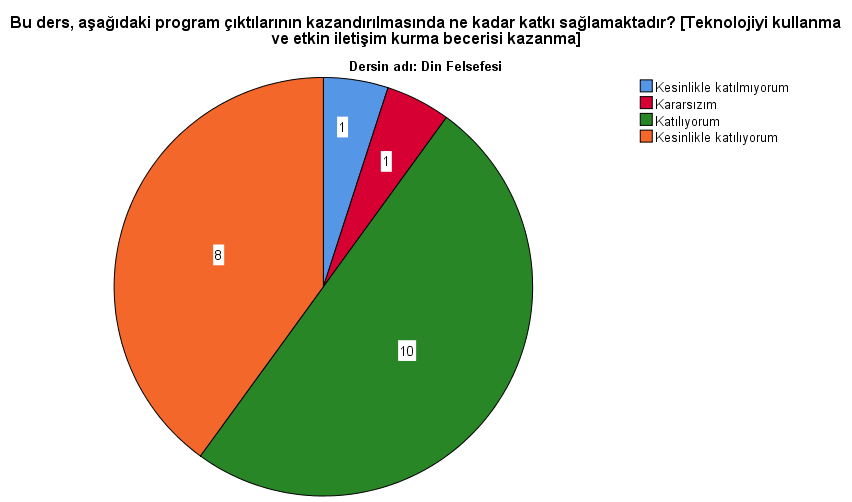 Bu ders, aşağıdaki program çıktılarının kazandırılmasında ne kadar katkı sağlamaktadır? [Teknolojiyi kullanma
ve etkin iletişim kurma becerisi kazanma]
Dersin adı: Din Felsefesi
Kesinlikle katılmıyorum
Kararsızım
Katılıyorum
Kesinlikle katılıyorum
1
1
8
10